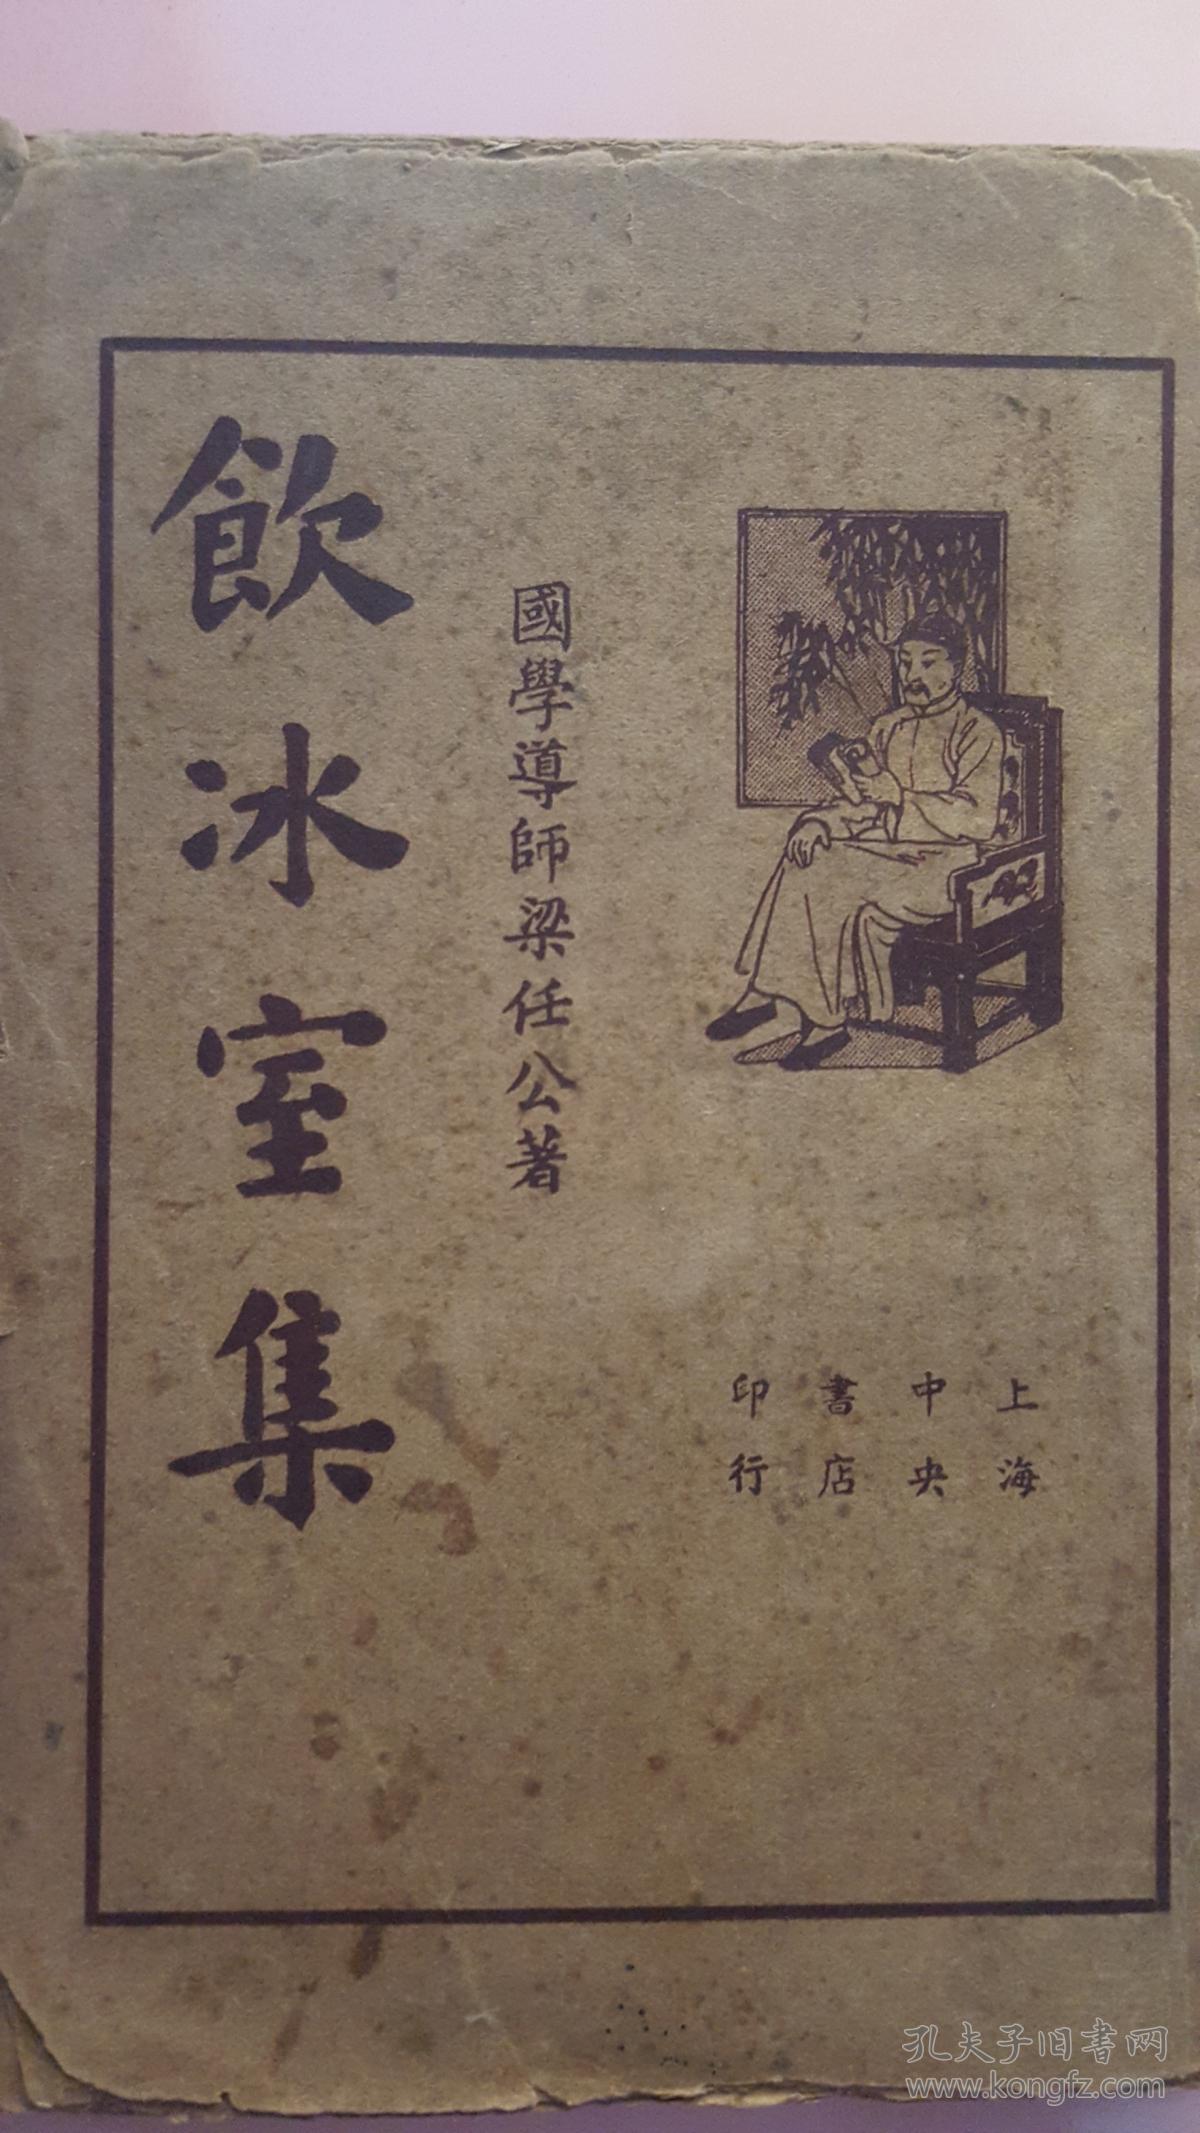 飲冰室集
國學導師梁任公著
上海
中央
書店
印行
孔夫子旧書网
www.kongfz.com